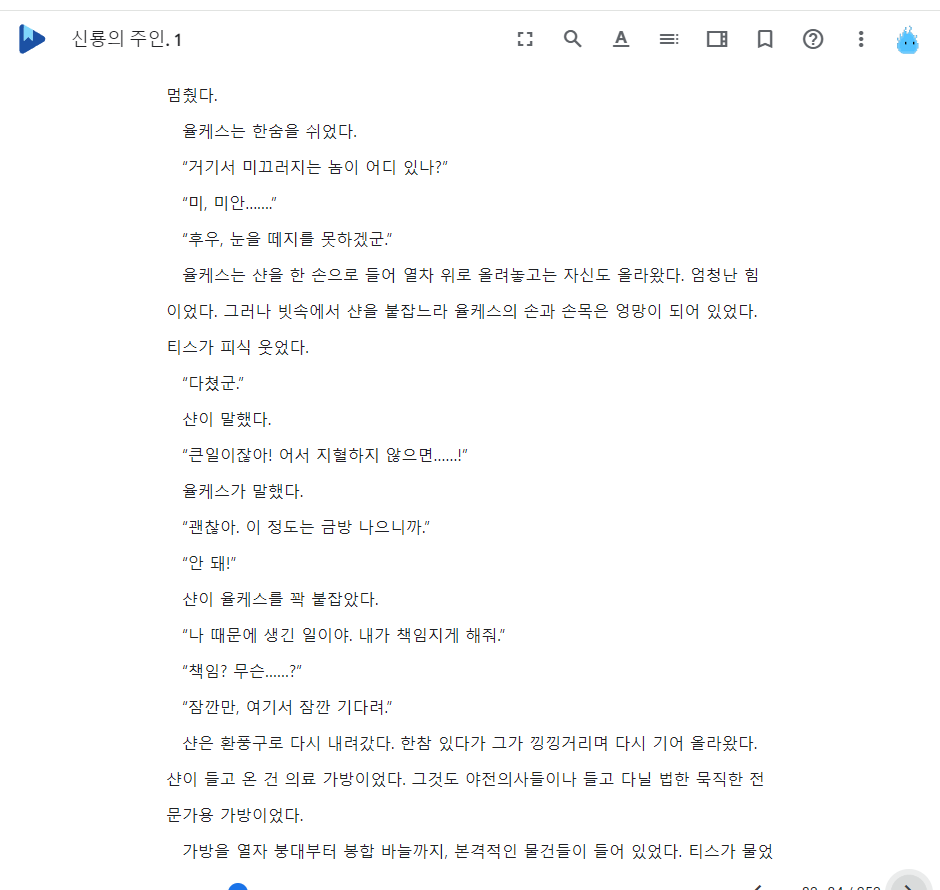 신룡의 주인. 1
멈췄다.
율케스는 한숨을 쉬었다.
“거기서 미끄러지는 놈이 어디 있나?”
“미, 미안…….”
“후우, 눈을 떼지를 못하겠군.”
율케스는 샨을 한 손으로 들어 열차 위로 올려놓고는 자신도 올라왔다. 엄청난 힘
이었다. 그러나 빗속에서 샨을 붙잡느라 율케스의 손과 손목은 엉망이 되어 있었다.
티스가 피식 웃었다.
“다쳤군.”
샨이 말했다.
“큰일이잖아! 어서 지혈하지 않으면……!”
율케스가 말했다.
“괜찮아. 이 정도는 금방 나으니까.”
“안 돼!”
샨이 율케스를 꽉 붙잡았다.
“나 때문에 생긴 일이야. 내가 책임지게 해줘.”
“책임? 무슨……?”
“잠깐만, 여기서 잠깐 기다려.”
샨은 환풍구로 다시 내려갔다. 한참 있다가 그가 낑낑거리며 다시 기어 올라왔다.
샨이 들고 온 건 의료 가방이었다. 그것도 야전의사들이나 들고 다닐 법한 묵직한 전
문가용 가방이었다.
가방을 열자 붕대부터 봉합 바늘까지, 본격적인 물건들이 들어 있었다. 티스가 물었